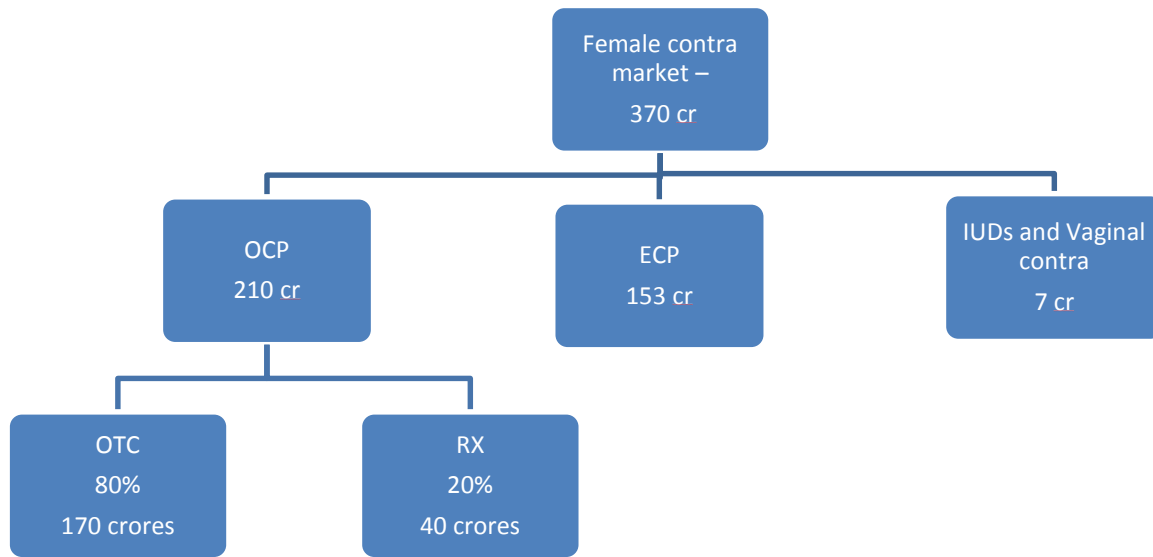 Female contra
market –
370 cr
OCP
210 cr
ECP
153 cr
IUDs and Vaginal
contra
7 cr
OTC
80%
170 crores
RX
20%
40 crores